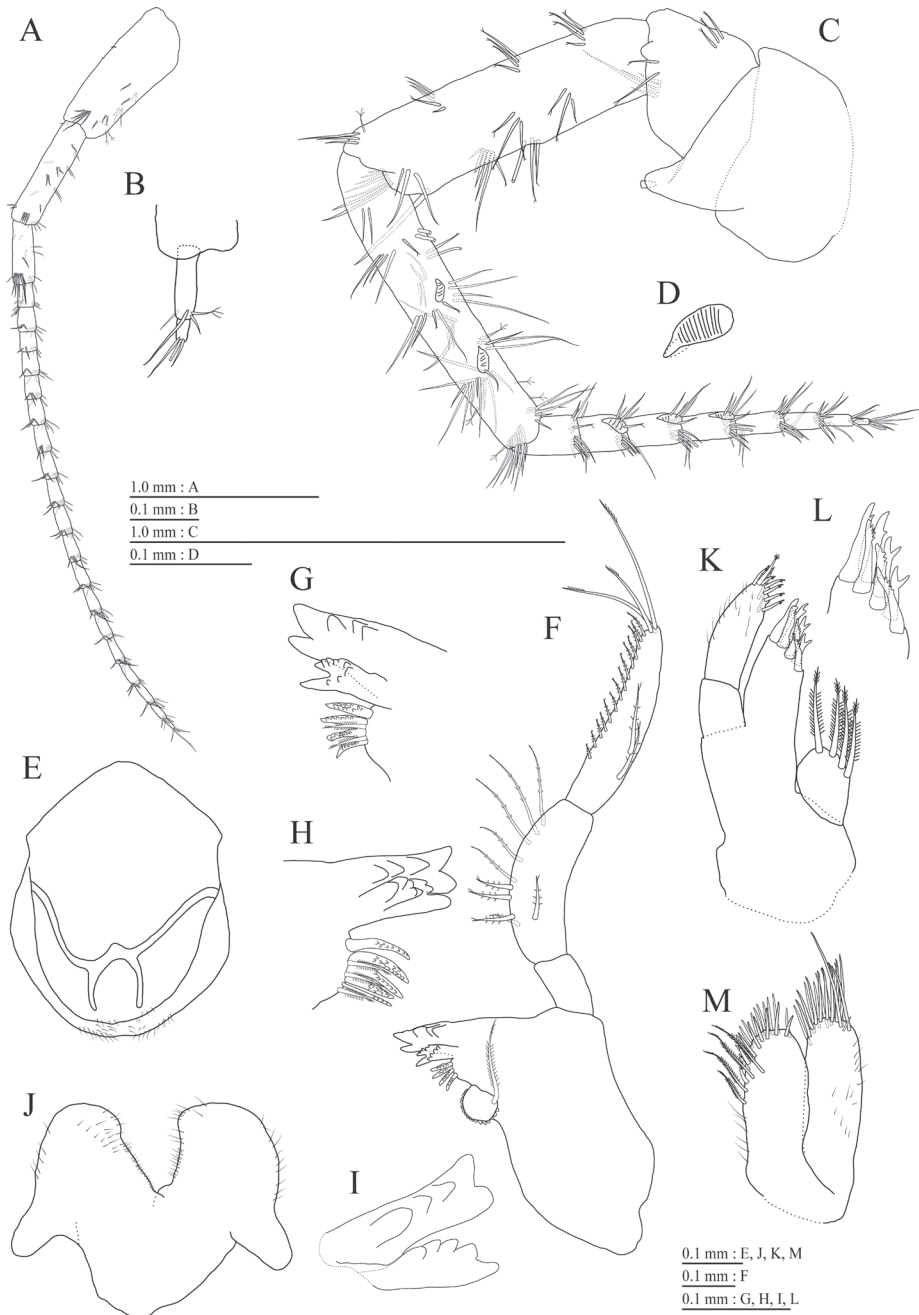 A
C
B
D
1.0 mm : A
0.1 mm : B
1.0 mm : C
0.1 mm : D
L
K
G
F
E
H
M
J
I
0.1 mm : E, J, K, M
0.1 mm : F
0.1 mm : G, H, I, L